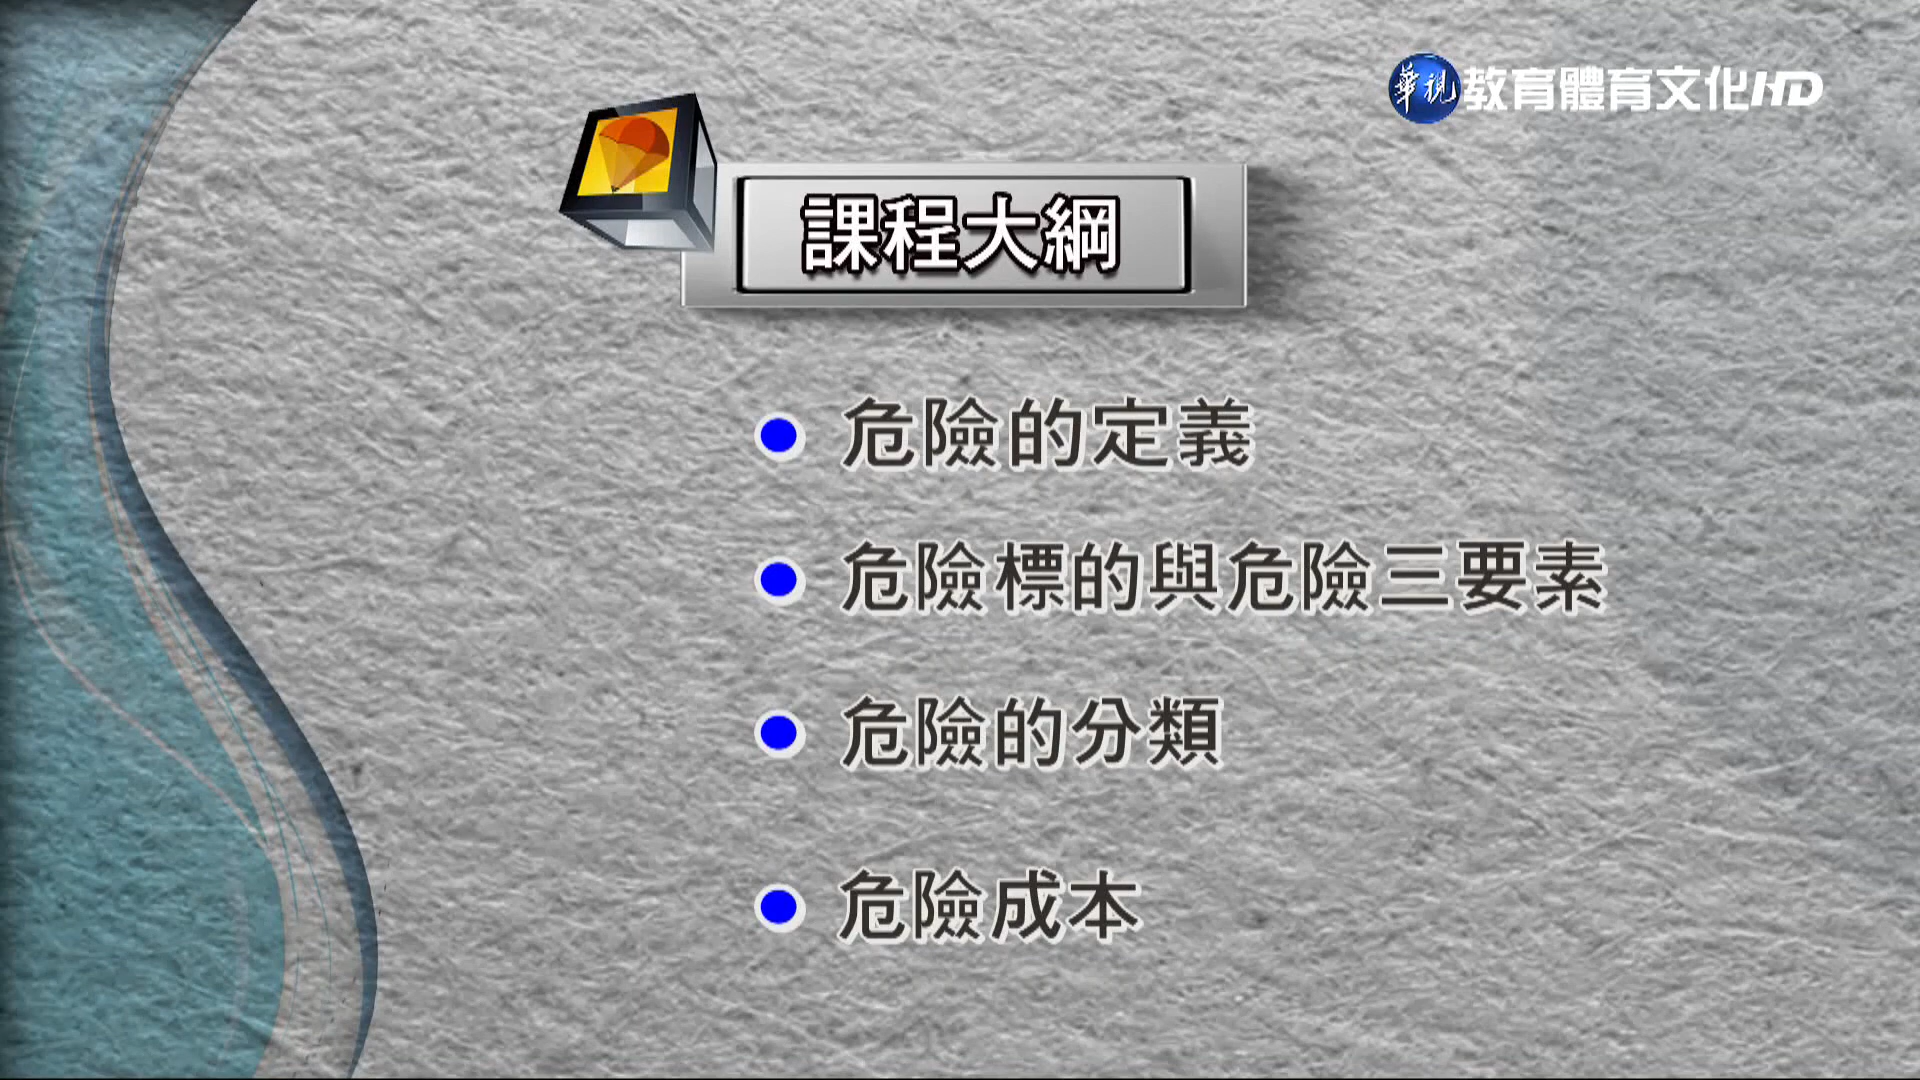 華視教育體育文化HD
課程大綱
危險的定義
危險標的與危險三要素
危險的分類
危險成本